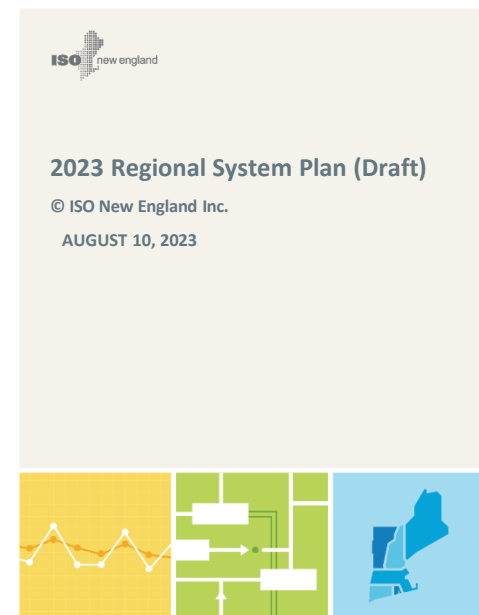 ISO new england
2023 Regional System Plan (Draft)
© ISO New England Inc.
AUGUST 10, 2023